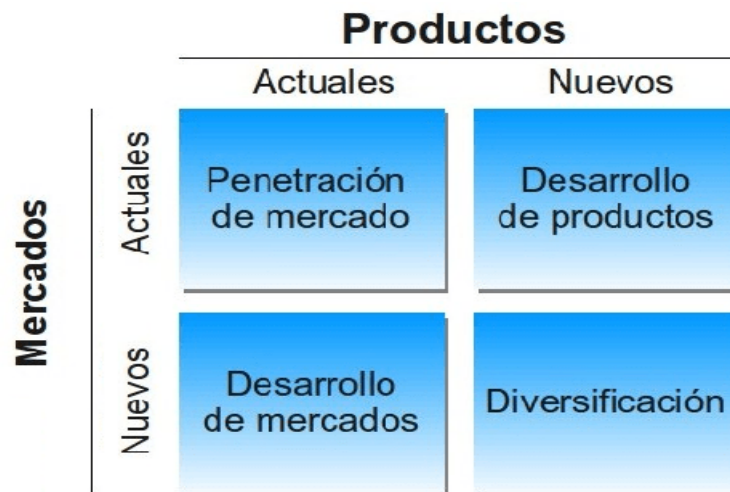 Productos
Actuales
Nuevos
Mercados
Actuales
Penetración
de mercado
Desarrollo
de productos
Nuevos
Desarrollo
de mercados
Diversificación